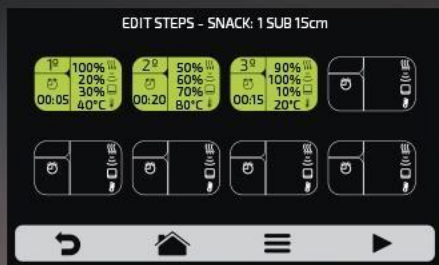 EDIT STEPS - SNACK: 1 SUB 15cm
1º 100%
20%
30%
00:05 40°C
2º 50%
60%
70%
00:20 80°C
3º 90%
100%
10%
00:15 20°C